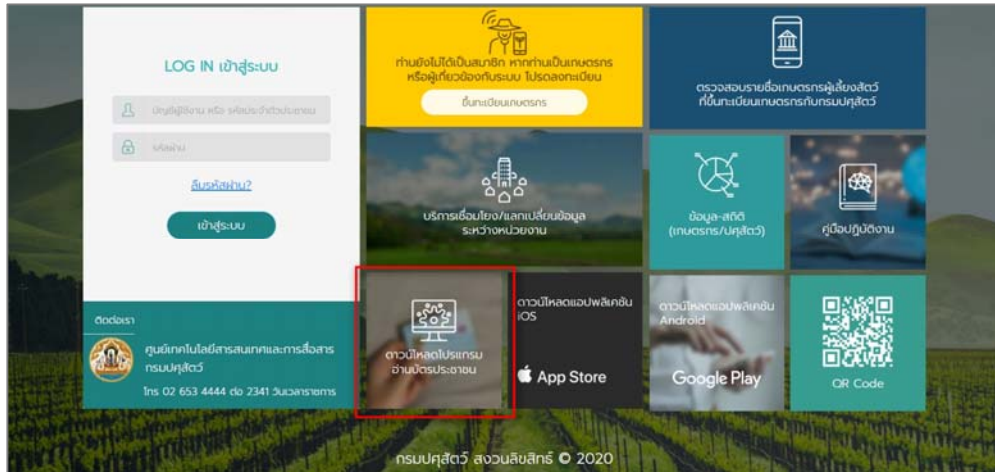 LOG IN เข้าสู่ระบบ
บัญชีผู้ใช้งาน หรือ รหัสประจำตัวประชาชน
รหัสผ่าน
ลืมรหัสผ่าน?
เข้าสู่ระบบ
ติดต่อเรา
ศูนย์เทคโนโลยีสารสนเทศและการสื่อสาร
กรมปศุสัตว์
โทร 02 653 4444 ต่อ 2341 วันเวลาราชการ
ท่านยังไม่ได้เป็นสมาชิก หากท่านเป็นเกษตรกร
หรือผู้เกี่ยวข้องกับระบบ โปรดลงทะเบียน
ขึ้นทะเบียนเกษตรกร
ตรวจสอบรายชื่อเกษตรกรผู้เลี้ยงสัตว์
ที่ขึ้นทะเบียนเกษตรกรกับกรมปศุสัตว์
บริการเชื่อมโยง/แลกเปลี่ยนข้อมูล
ระหว่างหน่วยงาน
ข้อมูล-สถิติ
(เกษตรกร/ปศุสัตว์)
คู่มือปฏิบัติงาน
ดาวน์โหลดโปรแกรม
อ่านบัตรประชาชน
ดาวน์โหลดแอปพลิเคชัน
iOS
App Store
ดาวน์โหลดแอปพลิเคชัน
Android
Google Play
QR Code
กรมปศุสัตว์ สงวนลิขสิทธิ์ © 2020